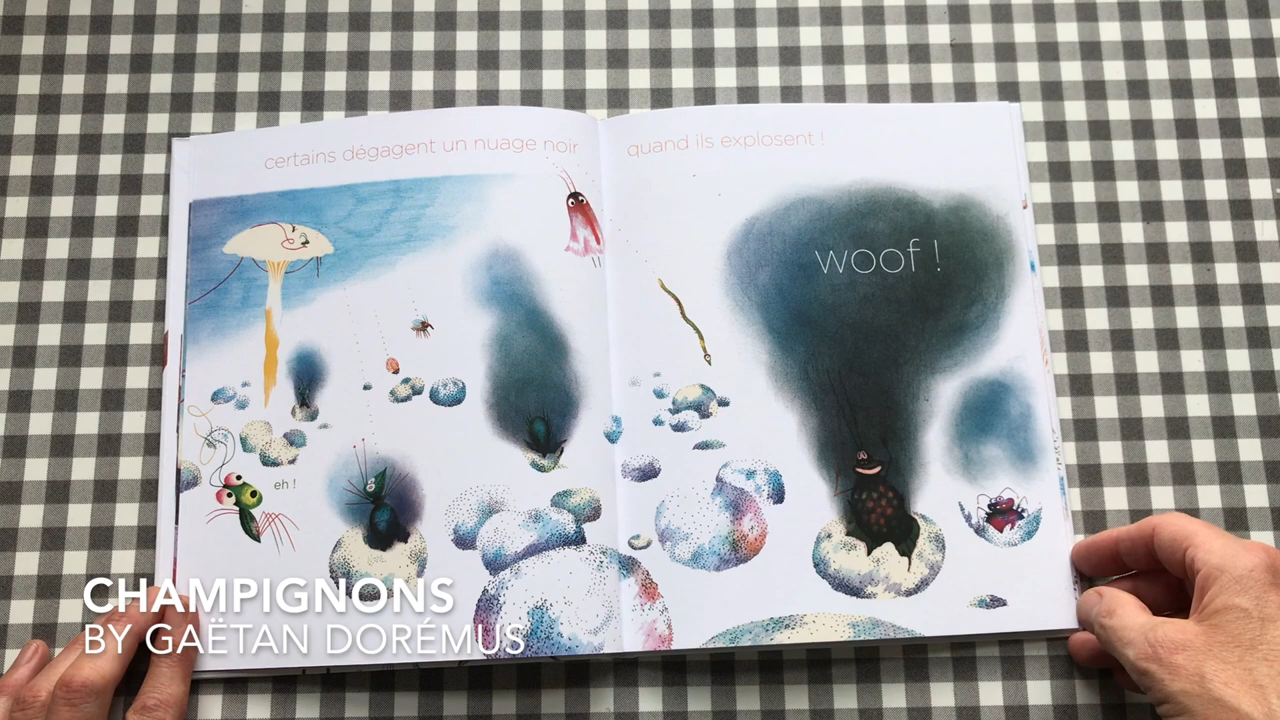 certains dégagent un nuage noir quand ils explosent !
woof !
eh !
CHAMPIGNONS
BY GAËTAN DORÉMUS